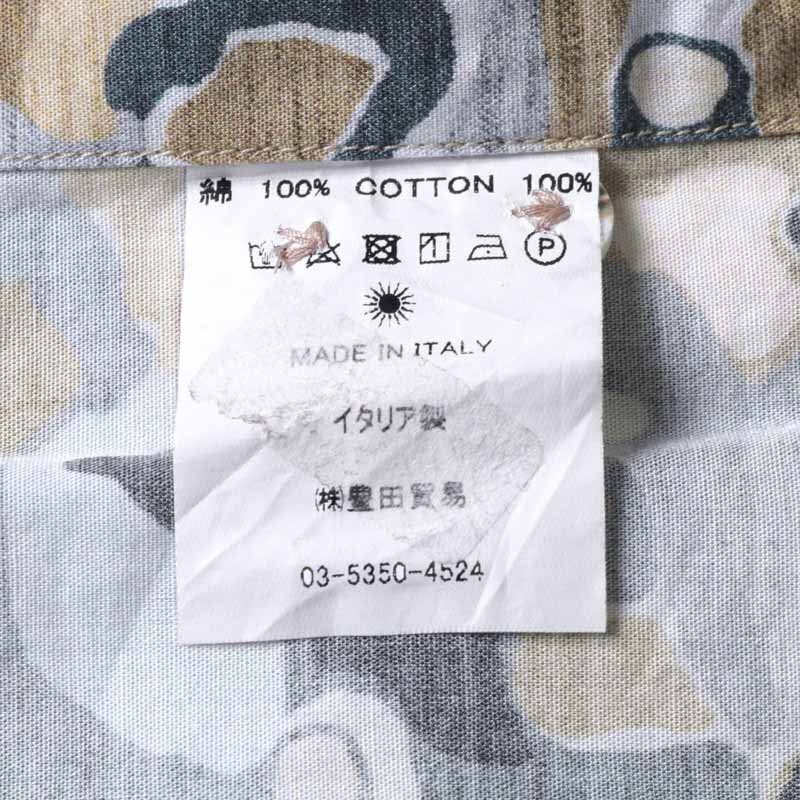 綿 100% COTTON 100%
P
MADE IN ITALY
イタリア製
㈱豊田貿易
03-5350-4524